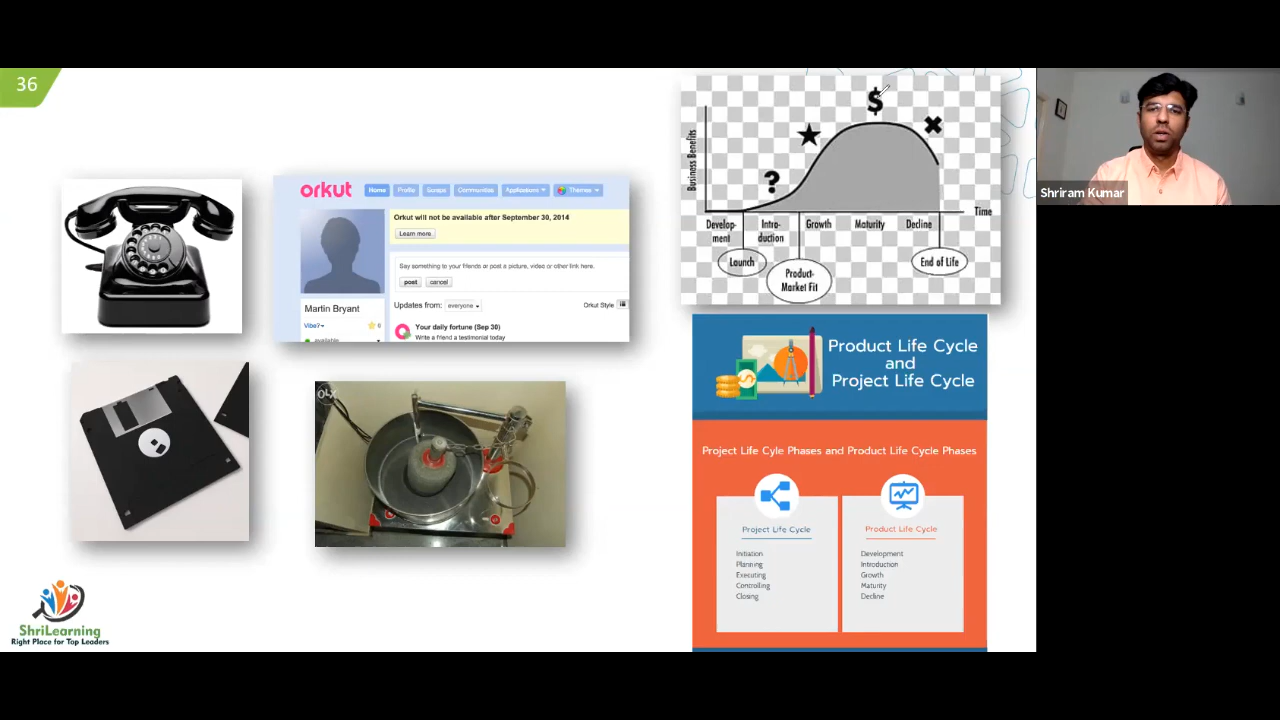 36
orkut
Home Profile Scraps Communities Applications Themes
Orkut will not be available after September 30, 2014
Learn more
Say something to your friends or post a picture, video or other link here.
post cancel
Martin Bryant
Updates from: everyone
Orkut Style
Vibe?
6
Your daily fortune (Sep 30)
Write a friend a testimonial today
available
OLX
ShriLearning
Right Place for Top Leaders
$
?
Business Benefits
Time
Develop-
ment
Intro-
duction
Growth
Maturity
Decline
Launch
Product-
Market Fit
End of Life
Product Life Cycle
and
Project Life Cycle
Project Life Cyle Phases and Product Life Cycle Phases
Project Life Cycle
Initiation
Planning
Executing
Controlling
Closing
Product Life Cycle
Development
Introduction
Growth
Maturity
Decline
Shriram Kumar